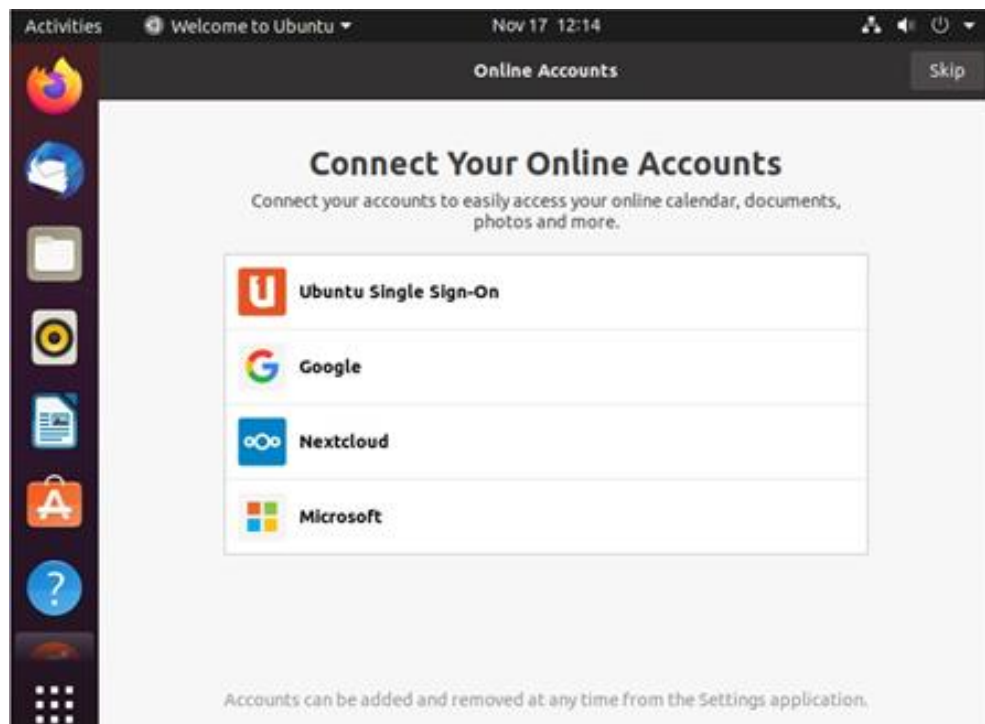 Activities Welcome to Ubuntu Nov 17 12:14
Online Accounts Skip
Connect Your Online Accounts
Connect your accounts to easily access your online calendar, documents,
photos and more.
Ubuntu Single Sign-On
Google
Nextcloud
Microsoft
Accounts can be added and removed at any time from the Settings application.